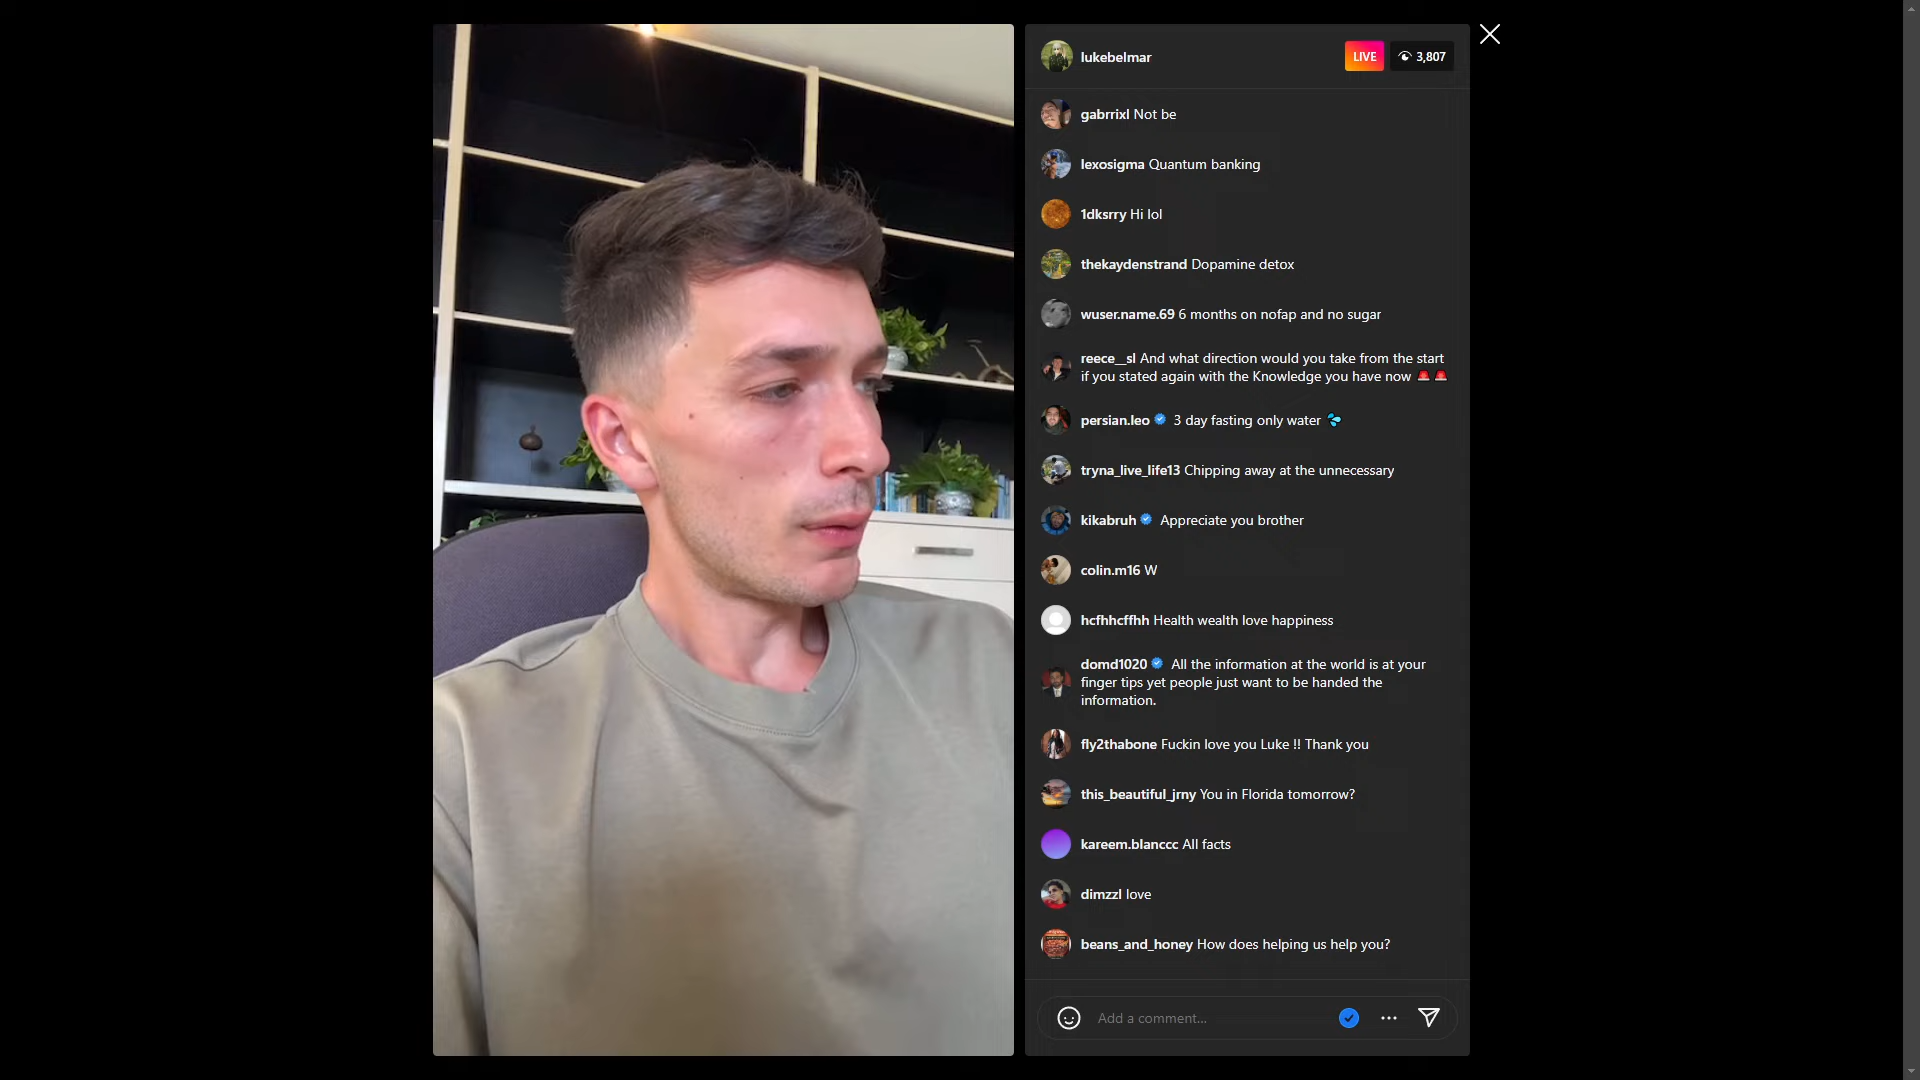 lukebelmar LIVE 3,807
gabrrixl Not be
lexosigma Quantum banking
1dksrry Hi lol
thekaydenstrand Dopamine detox
wuser.name.69 6 months on nofap and no sugar
reece__sl And what direction would you take from the start
if you stated again with the Knowledge you have now 🚨🚨
persian.leo 3 day fasting only water 💦
tryna_live_life13 Chipping away at the unnecessary
kikabruh Appreciate you brother
colin.m16 W
hcfhhcffhh Health wealth love happiness
domd1020 All the information at the world is at your
finger tips yet people just want to be handed the
information.
fly2thabone Fuckin love you Luke !! Thank you
this_beautiful_jrny You in Florida tomorrow?
kareem.blanccc All facts
dimzzl love
beans_and_honey How does helping us help you?
Add a comment...